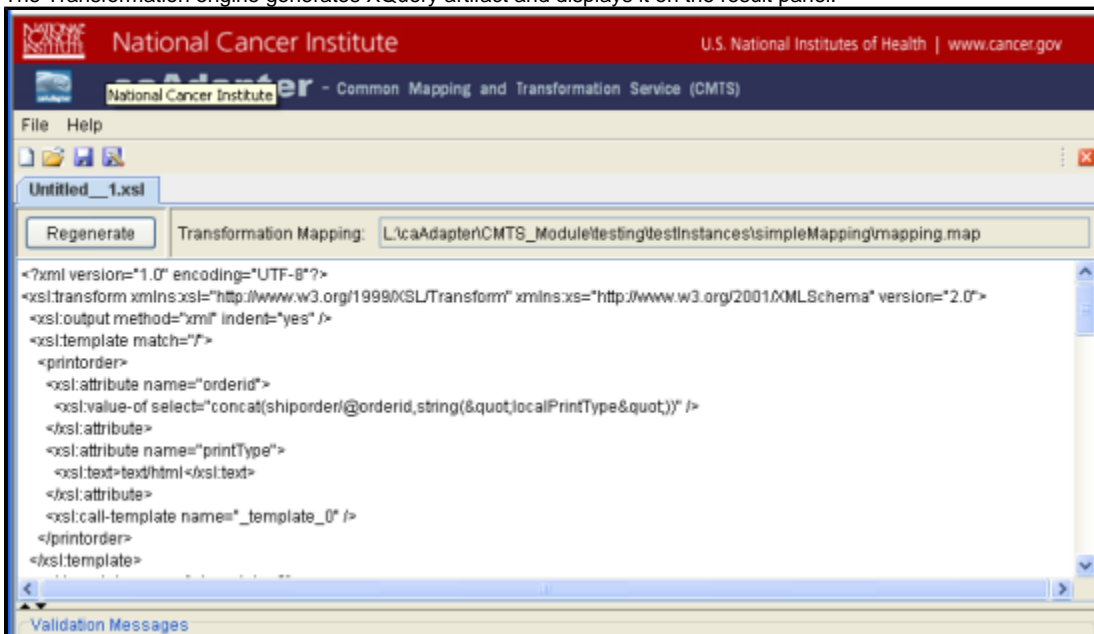 The Transformation engine generates XQuery artifact and displays it on the result panel.
NATIONAL CANCER INSTITUTE
National Cancer Institute
U.S. National Institutes of Health | www.cancer.gov
National Cancer Institute
er - Common Mapping and Transformation Service (CMTS)
File Help
Untitled__1.xsl
Regenerate
Transformation Mapping: L:\caAdapter\CMTS_Module\testing\testInstances\simpleMapping\mapping.map
<?xml version="1.0" encoding="UTF-8"?>
<xsl:transform xmlns:xsl="http://www.w3.org/1999/XSL/Transform" xmlns:xs="http://www.w3.org/2001/XMLSchema" version="2.0">
<xsl:output method="xml" indent="yes" />
<xsl:template match="/">
<printorder>
<xsl:attribute name="orderid">
<xsl:value-of select="concat(shiporder/@orderid,string(&quot;localPrintType&quot;))" />
</xsl:attribute>
<xsl:attribute name="printType">
<xsl:text>text/html</xsl:text>
</xsl:attribute>
<xsl:call-template name="_template_0" />
</printorder>
</xsl:template>
Validation Messages